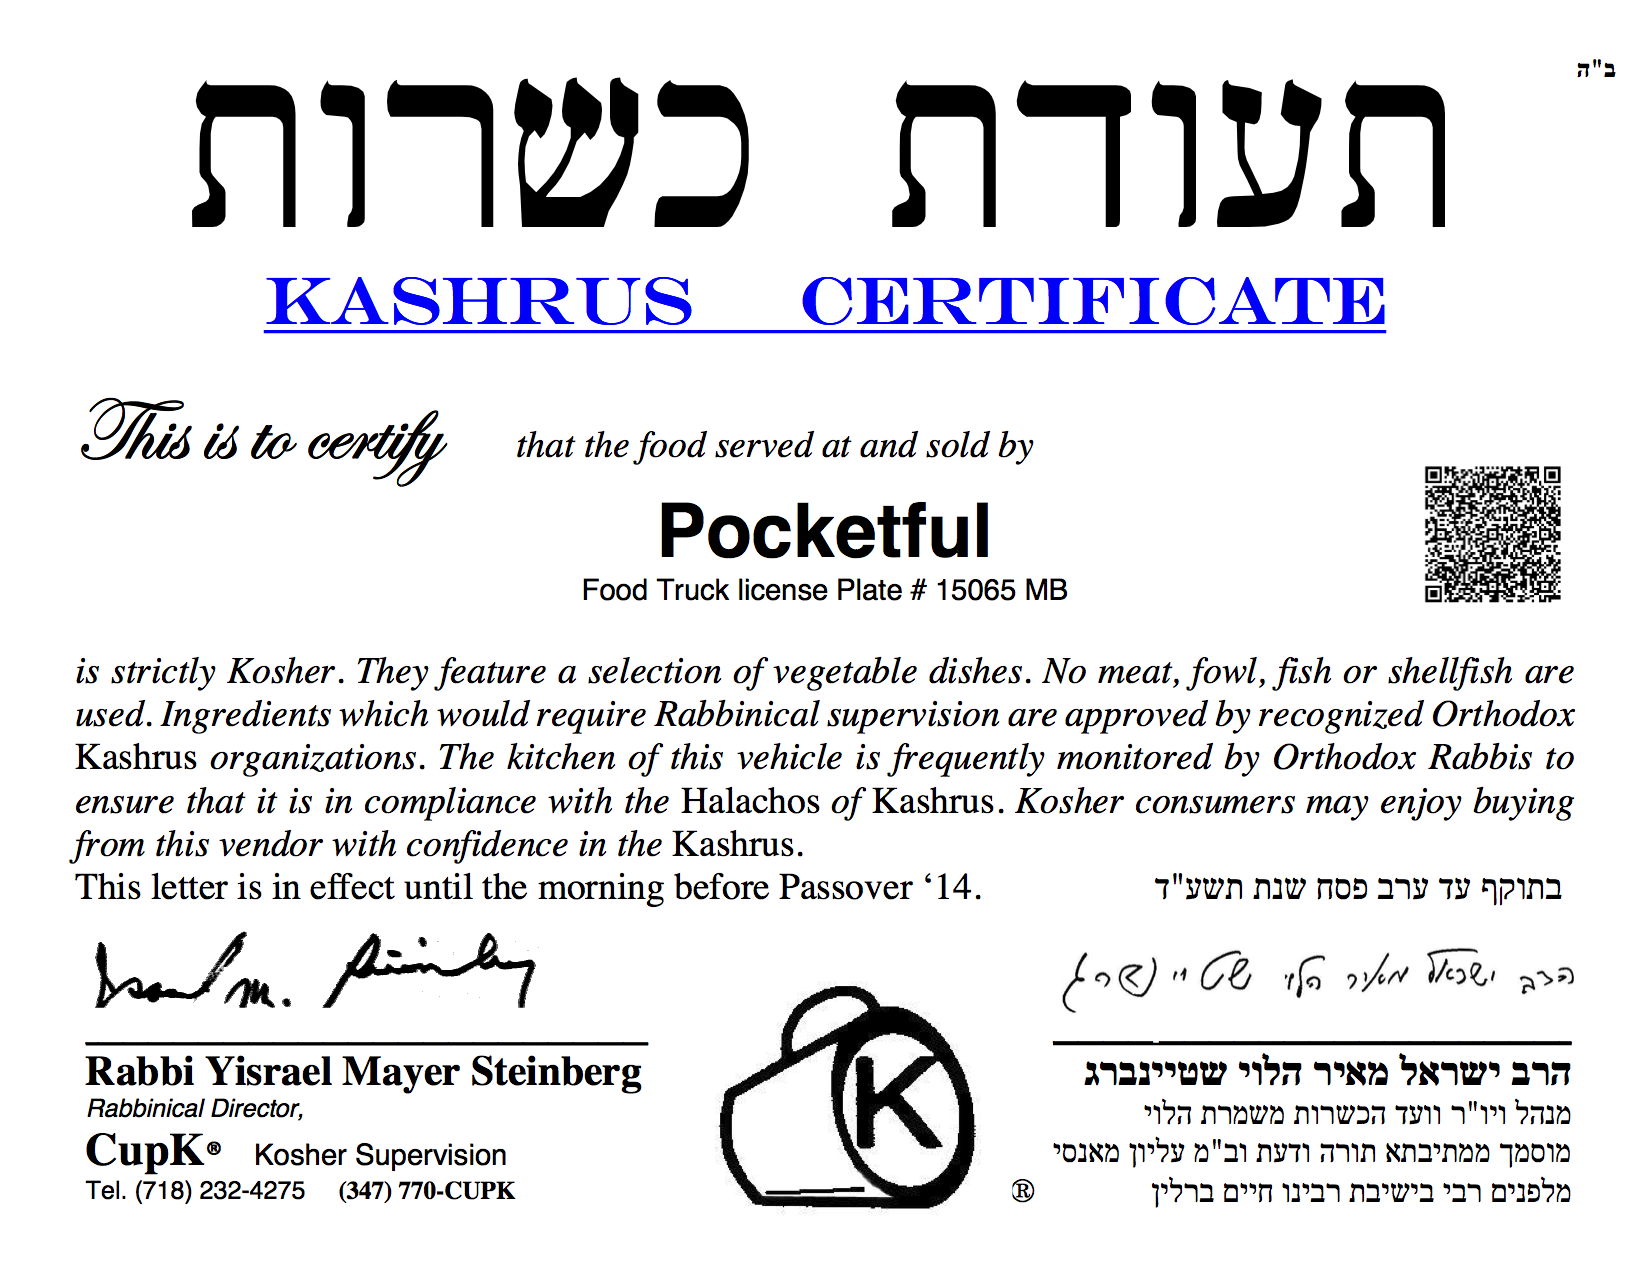 ב"ה
תעודת כשרות
KASHRUS CERTIFICATE
This is to certify that the food served at and sold by
Pocketful
Food Truck license Plate # 15065 MB
is strictly Kosher. They feature a selection of vegetable dishes. No meat, fowl, fish or shellfish are
used. Ingredients which would require Rabbinical supervision are approved by recognized Orthodox
Kashrus organizations. The kitchen of this vehicle is frequently monitored by Orthodox Rabbis to
ensure that it is in compliance with the Halachos of Kashrus. Kosher consumers may enjoy buying
from this vendor with confidence in the Kashrus.
This letter is in effect until the morning before Passover ‘14.
בתוקף עד ערב פסח שנת תשע"ד
Rabbi Yisrael Mayer Steinberg
Rabbinical Director,
CupK® Kosher Supervision
Tel. (718) 232-4275 (347) 770-CUPK
K
®
הרב ישראל מאיר הלוי שטיינברג
הרב ישראל מאיר הלוי שטיינברג
מנהל ויו"ר וועד הכשרות משמרת הלוי
מוסמך ממתיבתא תורה ודעת וב"מ עליון מאנסי
מלפנים רבי בישיבת רבינו חיים ברלין